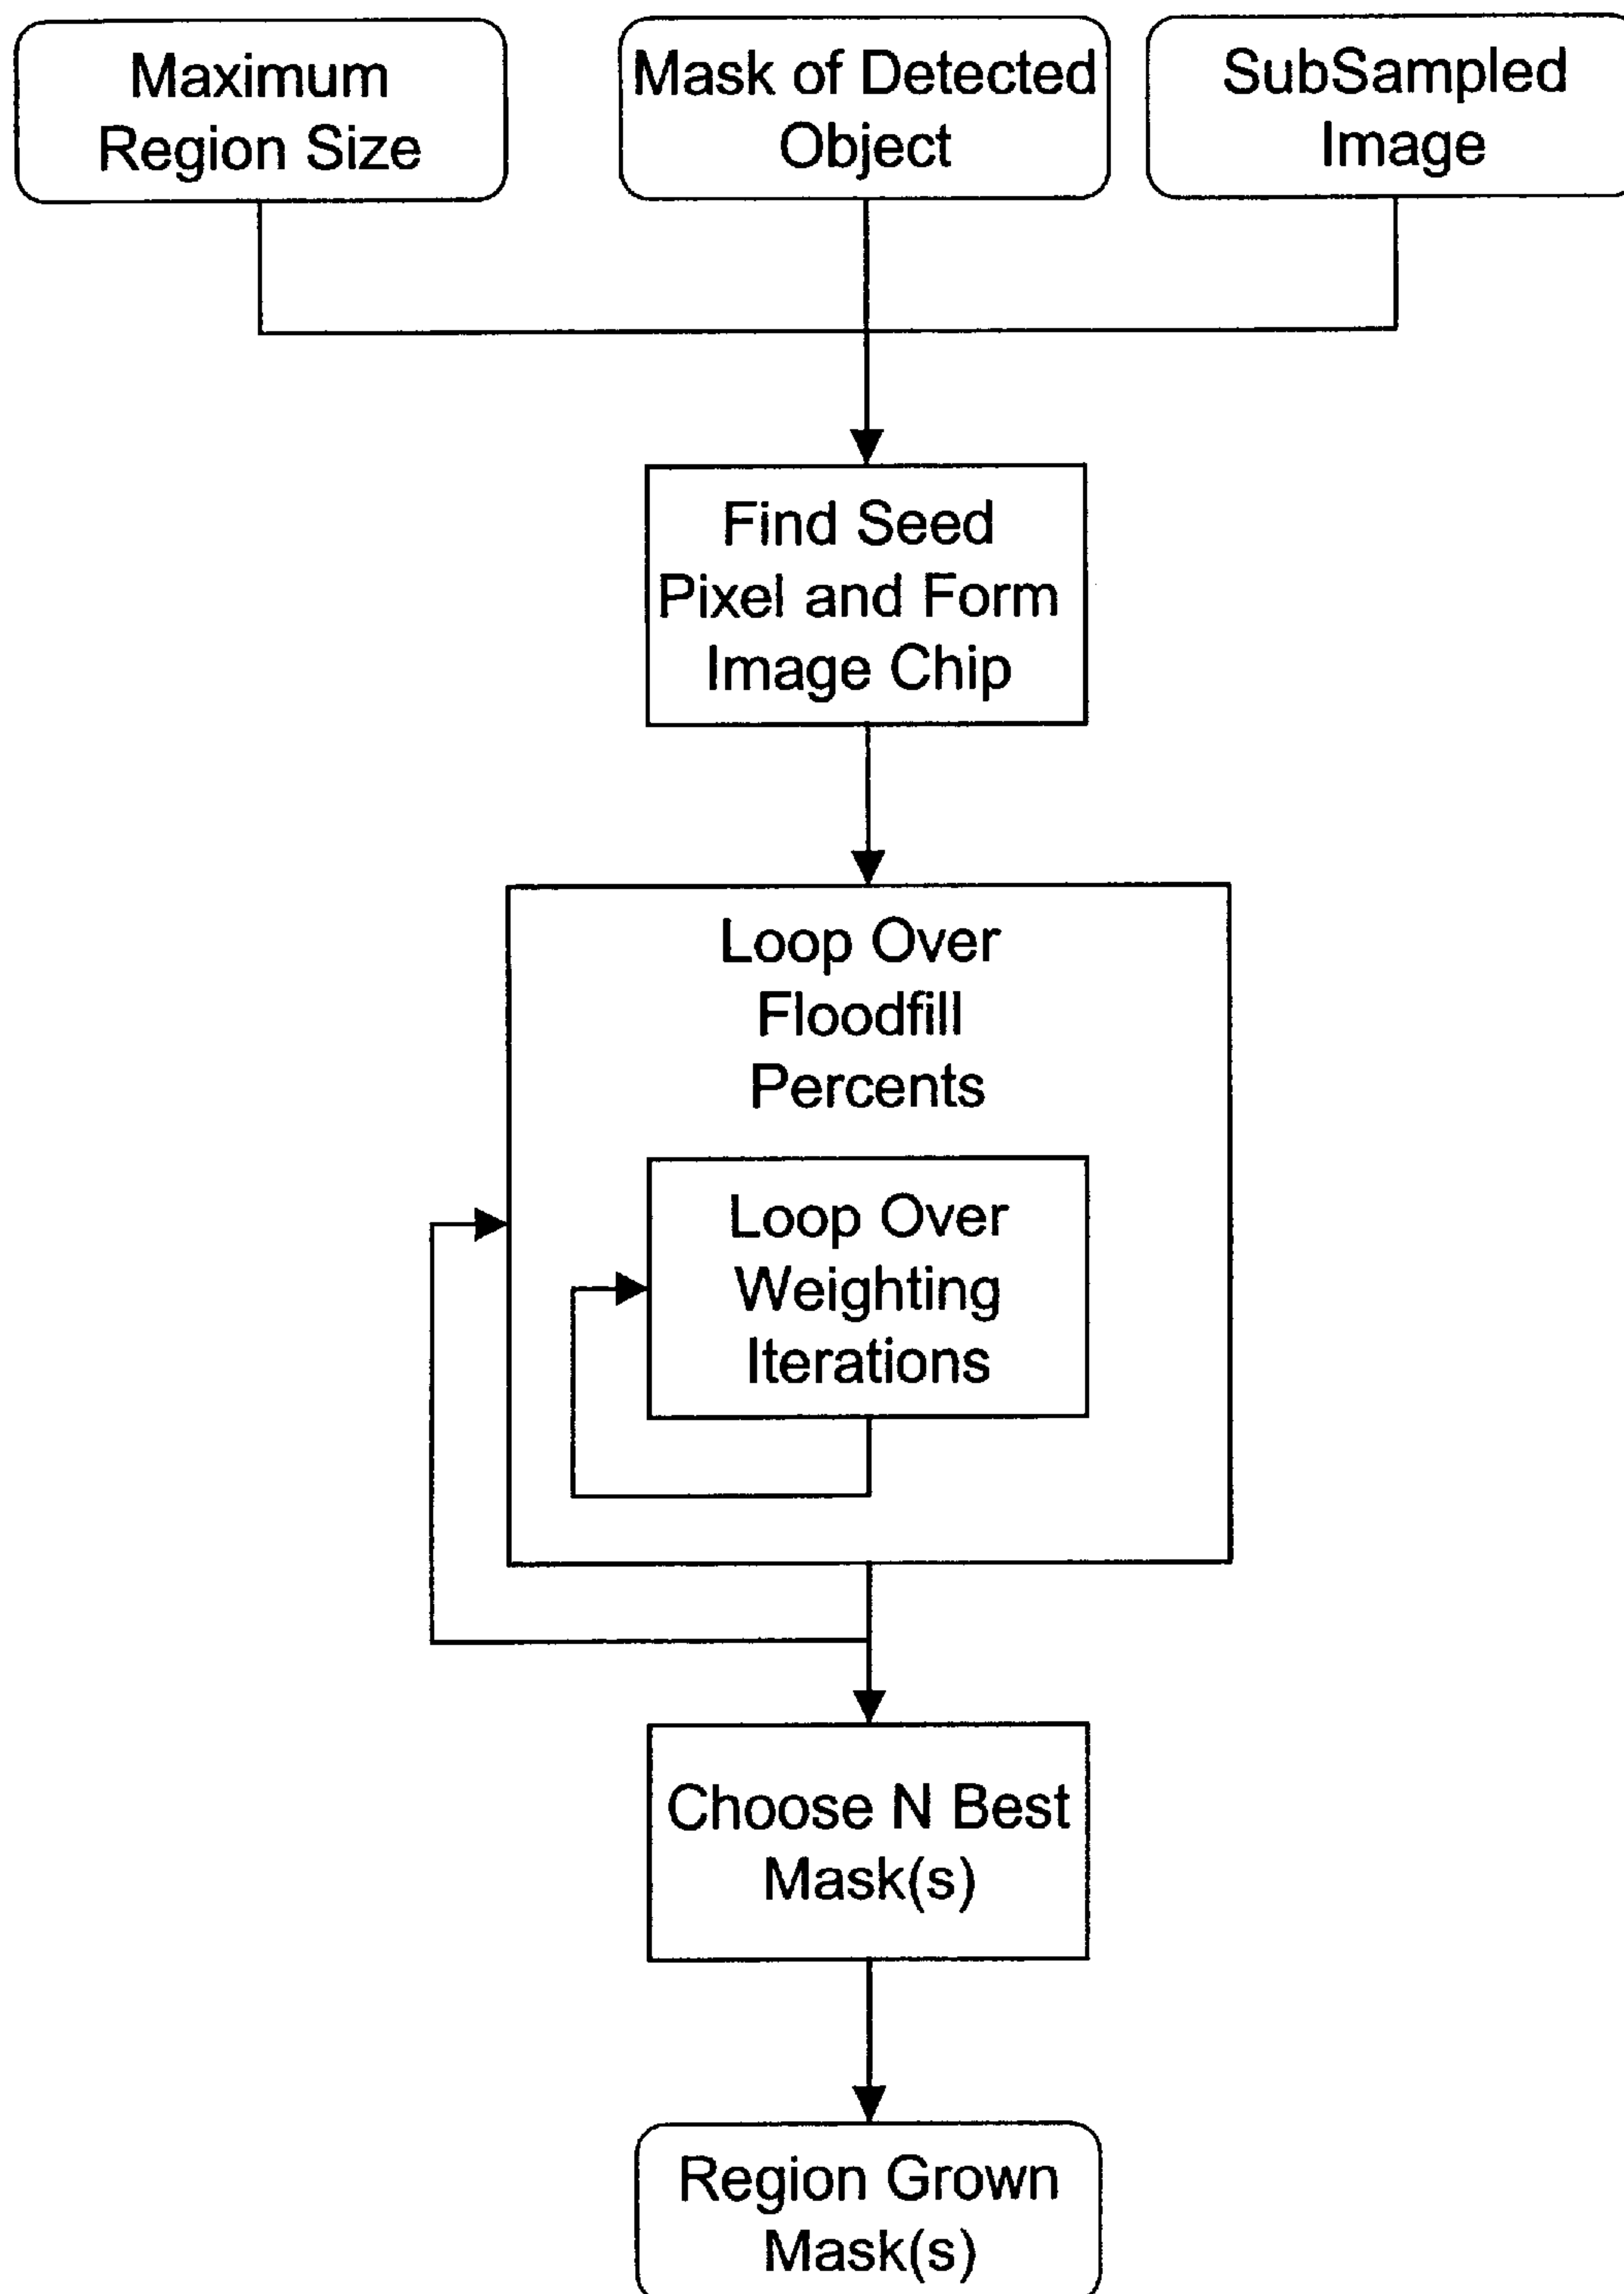 Maximum
Region Size
Mask of Detected
Object
SubSampled
Image
Find Seed
Pixel and Form
Image Chip
Loop Over
Floodfill
Percents
Loop Over
Weighting
Iterations
Choose N Best
Mask(s)
Region Grown
Mask(s)